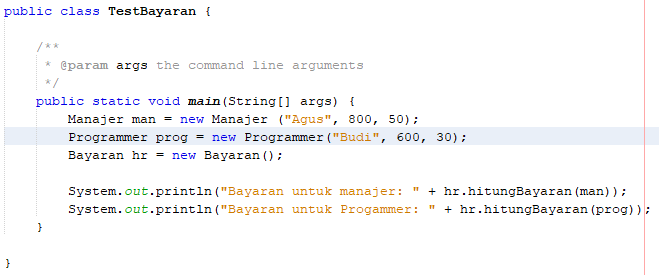 public class TestBayaran {
/**
* @param args the command line arguments
*/
public static void main(String[] args) {
Manajer man = new Manajer ("Agus", 800, 50);
Programmer prog = new Programmer("Budi", 600, 30);
Bayaran hr = new Bayaran();
System.out.println("Bayaran untuk manajer: " + hr.hitungBayaran(man));
System.out.println("Bayaran untuk Progammer: " + hr.hitungBayaran(prog));
}
}